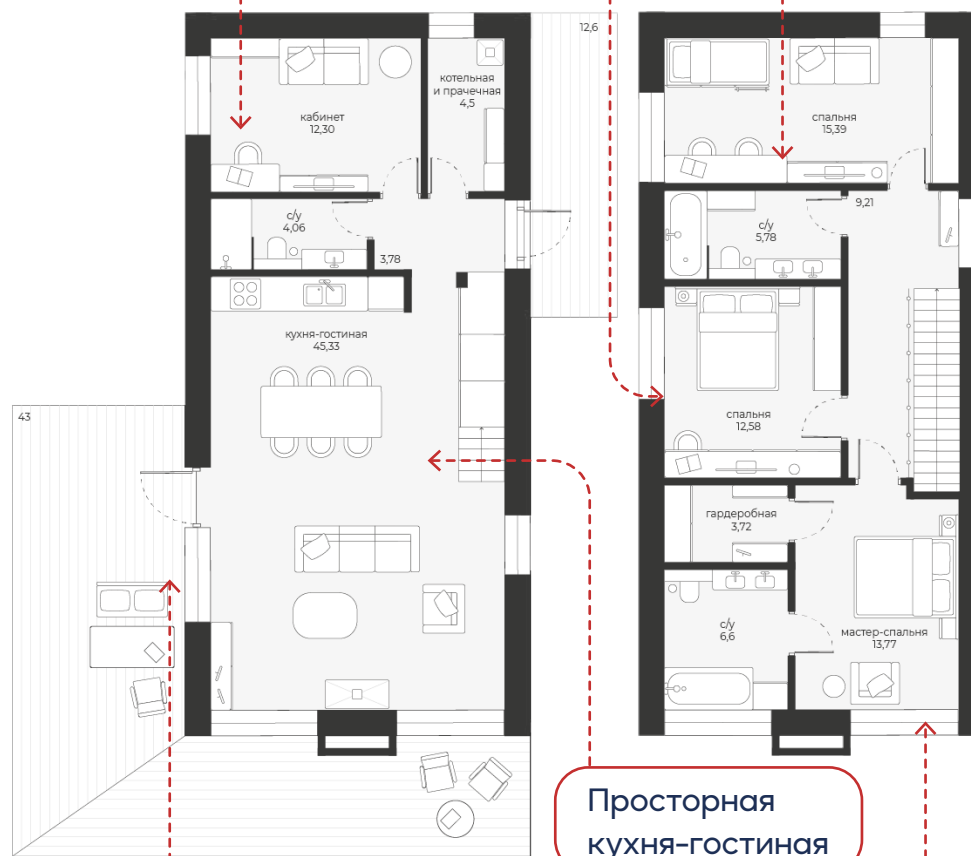 12,6
котельная
и прачечная
4,5
кабинет
12,30
с/у
4,06
3,78
кухня-гостиная
45,33
43
спальня
15,39
9,21
с/у
5,78
спальня
12,58
гардеробная
3,72
с/у
6,6
мастер-спальня
13,77
Просторная
кухня-гостиная